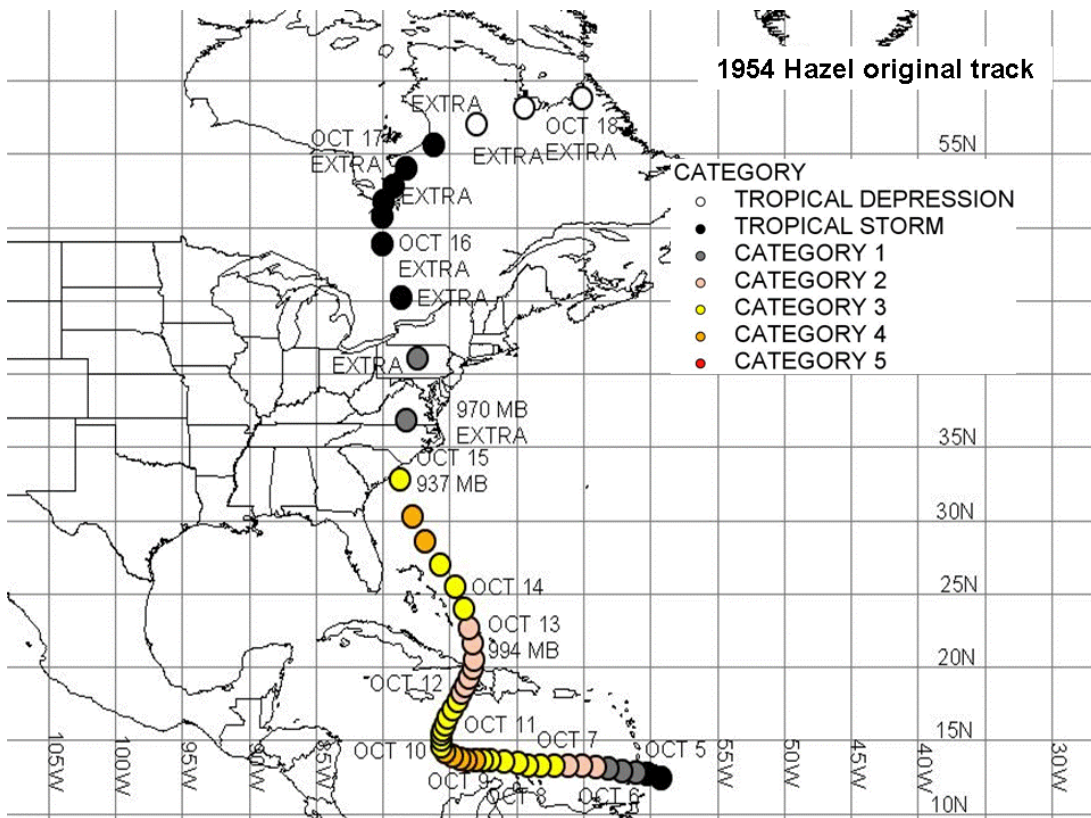 1954 Hazel original track
EXTRA
OCT 17
EXTRA
OCT 18
EXTRA
EXTRA
EXTRA
55N
CATEGORY
TROPICAL DEPRESSION
TROPICAL STORM
CATEGORY 1
CATEGORY 2
CATEGORY 3
CATEGORY 4
CATEGORY 5
OCT 16
EXTRA
EXTRA
EXTRA
970 MB
EXTRA
35N
OCT 15
937 MB
30N
OCT 14
25N
OCT 13
994 MB
20N
OCT 12
OCT 11
15N
OCT 10
OCT 7
OCT 5
OCT 9
OCT 8
OCT 6
10N
105W
100W
95W
90W
85W
55W
50W
45W
40W
30W